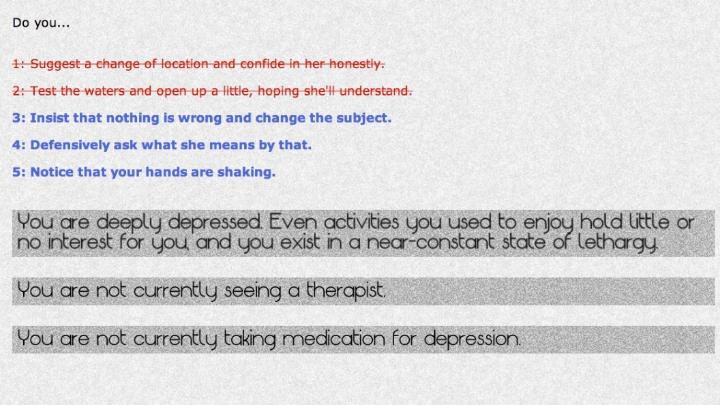 Do you...
1: Suggest a change of location and confide in her honestly.
2: Test the waters and open up a little, hoping she'll understand.
3: Insist that nothing is wrong and change the subject.
4: Defensively ask what she means by that.
5: Notice that your hands are shaking.
You are deeply depressed. Even activities you used to enjoy hold little or
no interest for you, and you exist in a near-constant state of lethargy.
You are not currently seeing a therapist.
You are not currently taking medication for depression.